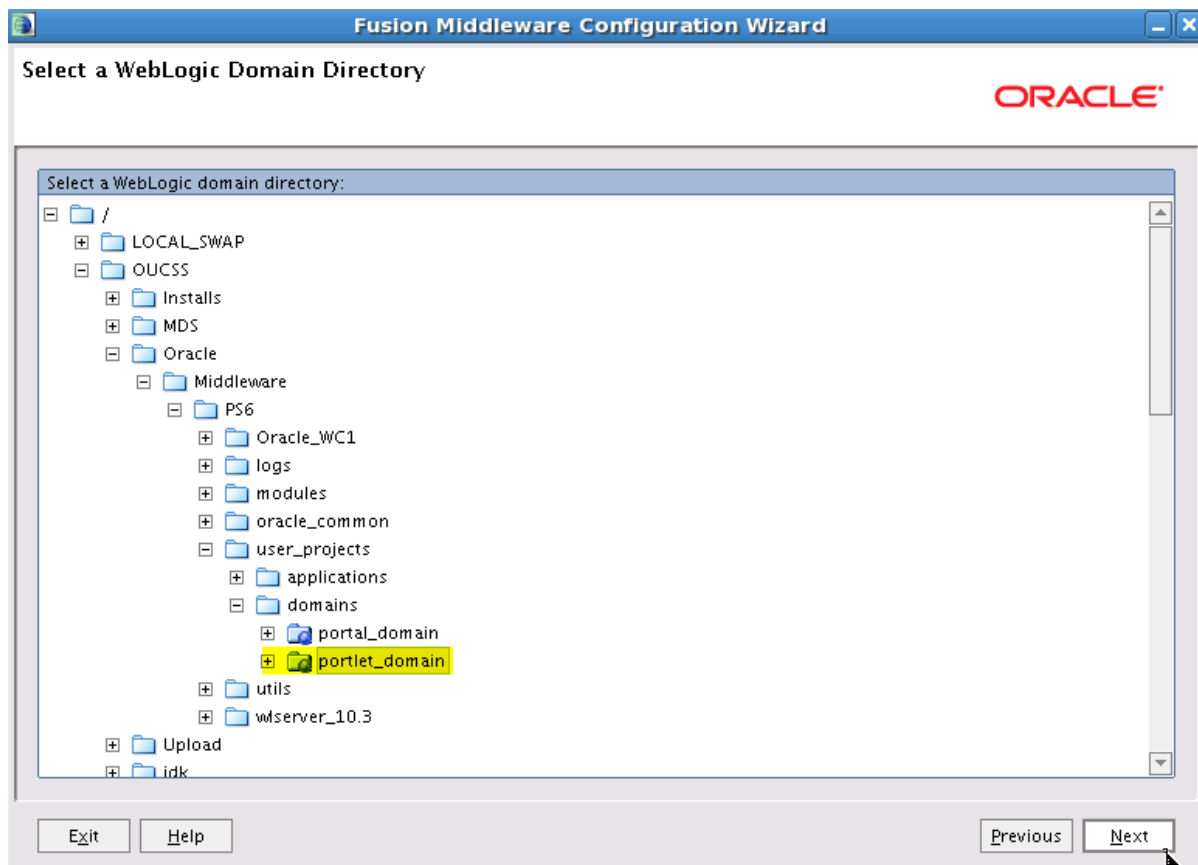 Fusion Middleware Configuration Wizard
Select a WebLogic Domain Directory
ORACLE
Select a WebLogic domain directory:
/
LOCAL_SWAP
OUCSS
Installs
MDS
Oracle
Middleware
PS6
Oracle_WC1
logs
modules
oracle_common
user_projects
applications
domains
portal_domain
portlet_domain
utils
wlserver_10.3
Upload
idk
Exit Help Previous Next